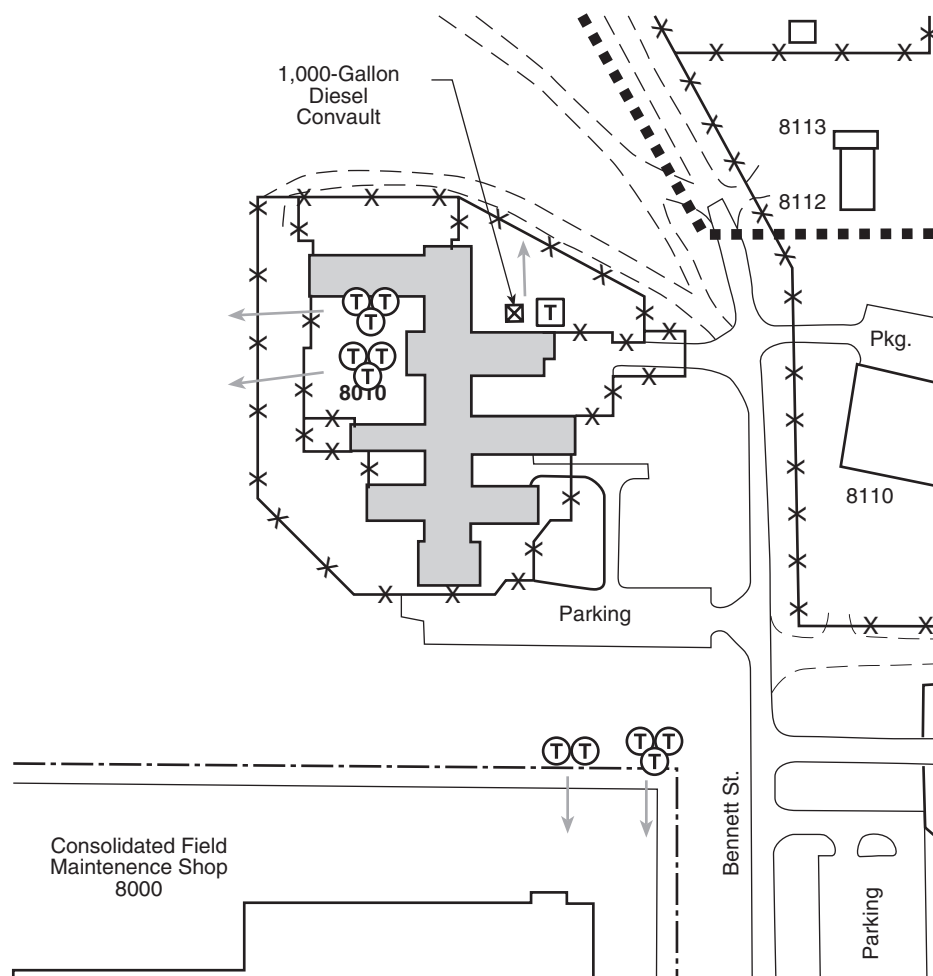 1,000-Gallon
Diesel
Convault
8113
8112
T
T T
T
T T
T
8010
Pkg.
8110
Parking
T T
T T
T
Bennett St.
Consolidated Field
Maintenence Shop
8000
Parking